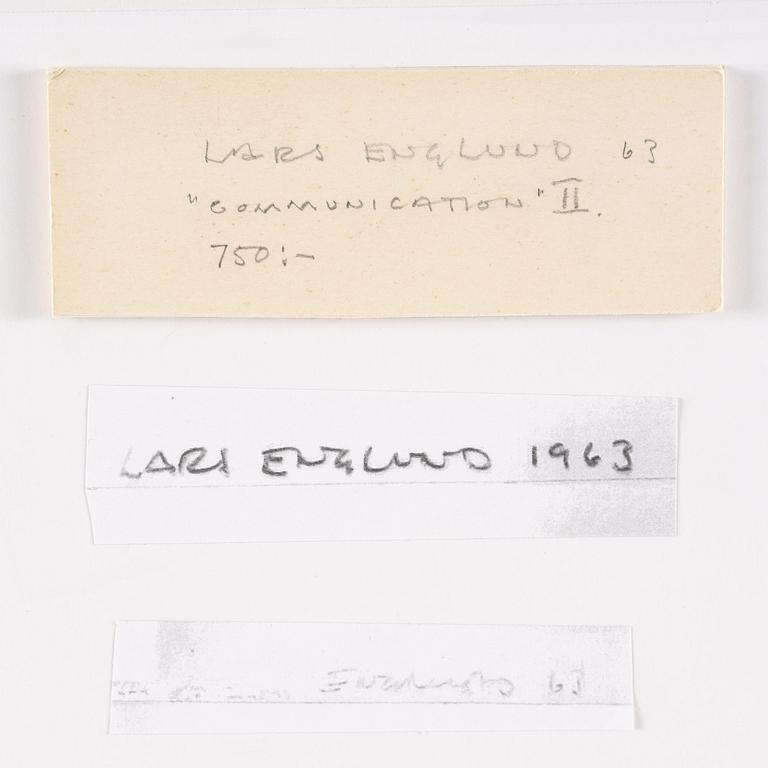 LARS ENGLUND 63
"COMMUNICATION" II.
750:-
LARS ENGLUND 1963
ENGLUND 63